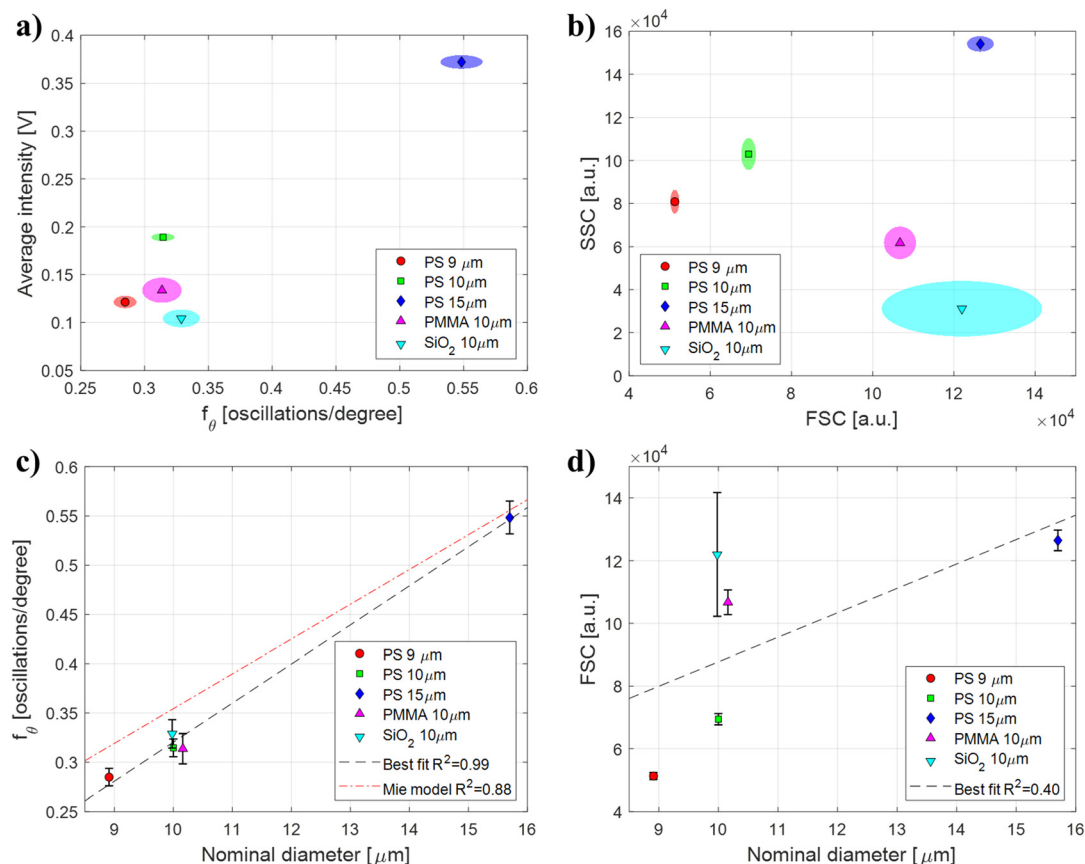 a)
Average intensity [V]
0.4
0.35
0.3
0.25
0.2
0.15
0.1
0.05
0.25
0.3
0.35
0.4
0.45
0.5
0.55
0.6
f_θ [oscillations/degree]
PS 9 μm
PS 10μm
PS 15μm
PMMA 10μm
SiO₂ 10μm
b)
×10⁴
SSC [a.u.]
16
14
12
10
8
6
4
2
0
4
6
8
10
12
14
×10⁴
FSC [a.u.]
PS 9 μm
PS 10μm
PS 15μm
PMMA 10μm
SiO₂ 10μm
c)
f_θ [oscillations/degree]
0.6
0.55
0.5
0.45
0.4
0.35
0.3
0.25
9
10
11
12
13
14
15
16
Nominal diameter [μm]
PS 9 μm
PS 10μm
PS 15μm
PMMA 10μm
SiO₂ 10μm
Best fit R²=0.99
Mie model R²=0.88
d)
×10⁴
FSC [a.u.]
14
12
10
8
6
4
9
10
11
12
13
14
15
16
Nominal diameter [μm]
PS 9 μm
PS 10μm
PS 15μm
PMMA 10μm
SiO₂ 10μm
Best fit R²=0.40